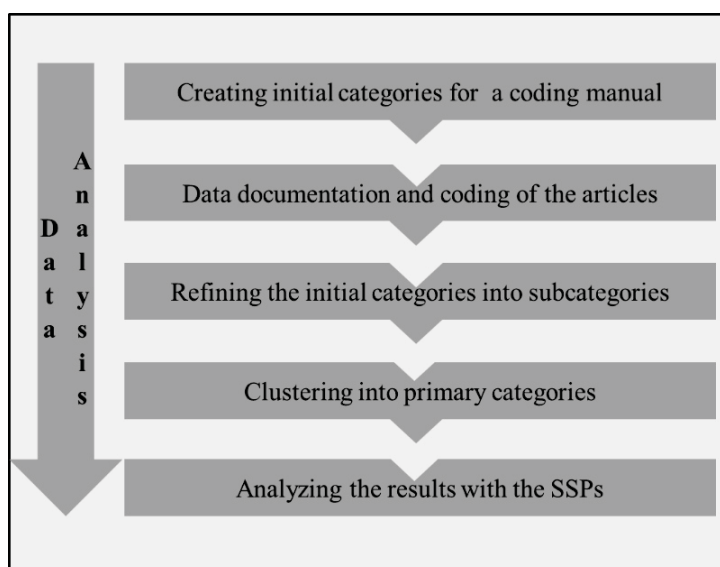 Data
Analysis
Creating initial categories for a coding manual
Data documentation and coding of the articles
Refining the initial categories into subcategories
Clustering into primary categories
Analyzing the results with the SSPs